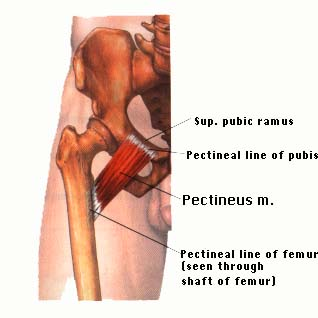 Sup. pubic ramus
Pectineal line of pubis
Pectineus m.
Pectineal line of femur
(seen through
shaft of femur)